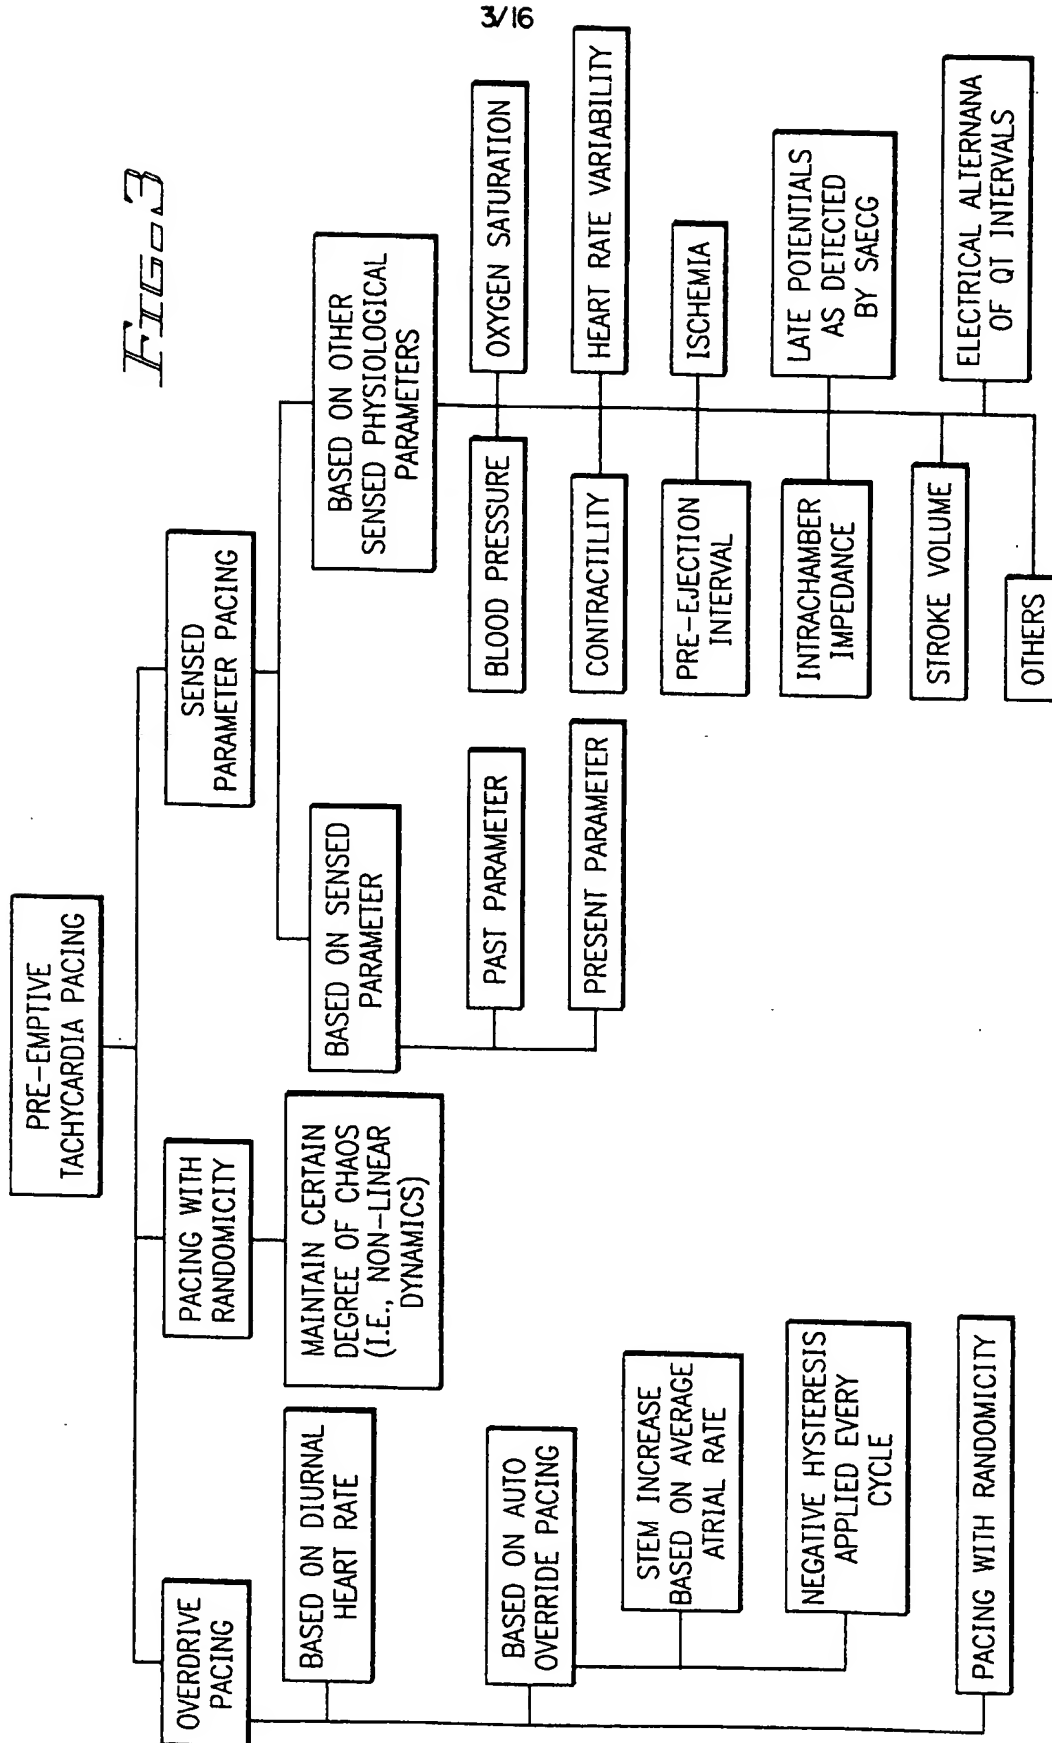 3/16
FIG.3
PRE-EMPTIVE
TACHYCARDIA PACING
OVERDRIVE
PACING
PACING WITH
RANDOMICITY
SENSED
PARAMETER PACING
BASED ON DIURNAL
HEART RATE
BASED ON AUTO
OVERRIDE PACING
STEM INCREASE
BASED ON AVERAGE
ATRIAL RATE
NEGATIVE HYSTERESIS
APPLIED EVERY
CYCLE
PACING WITH RANDOMICITY
MAINTAIN CERTAIN
DEGREE OF CHAOS
(I.E., NON-LINEAR
DYNAMICS)
BASED ON SENSED
PARAMETER
PAST PARAMETER
PRESENT PARAMETER
BASED ON OTHER
SENSED PHYSIOLOGICAL
PARAMETERS
BLOOD PRESSURE
OXYGEN SATURATION
CONTRACTILITY
HEART RATE VARIABILITY
PRE-EJECTION
INTERVAL
ISCHEMIA
INTRACHAMBER
IMPEDANCE
LATE POTENTIALS
AS DETECTED
BY SAECG
STROKE VOLUME
ELECTRICAL ALTERNANA
OF QT INTERVALS
OTHERS